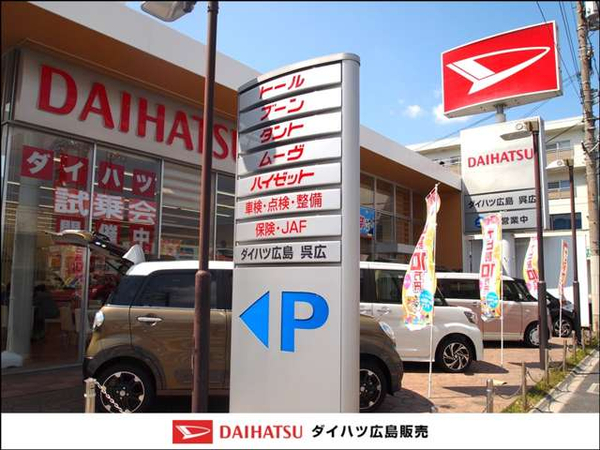 DAIHATSU
ダイハツ
試乗会
開催中
トール
ブーン
タント
ムーヴ
ハイゼット
車検・点検・整備
保険・JAF
ダイハツ広島 呉広
P
DAIHATSU
ダイハツ広島 呉広
営業中
DAIHATSU ダイハツ広島販売